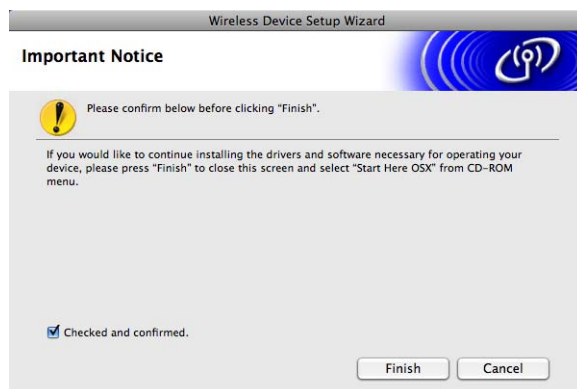 Wireless Device Setup Wizard
Important Notice
Please confirm below before clicking "Finish".
If you would like to continue installing the drivers and software necessary for operating your
device, please press "Finish" to close this screen and select "Start Here OSX" from CD-ROM
menu.
Checked and confirmed.
Finish
Cancel